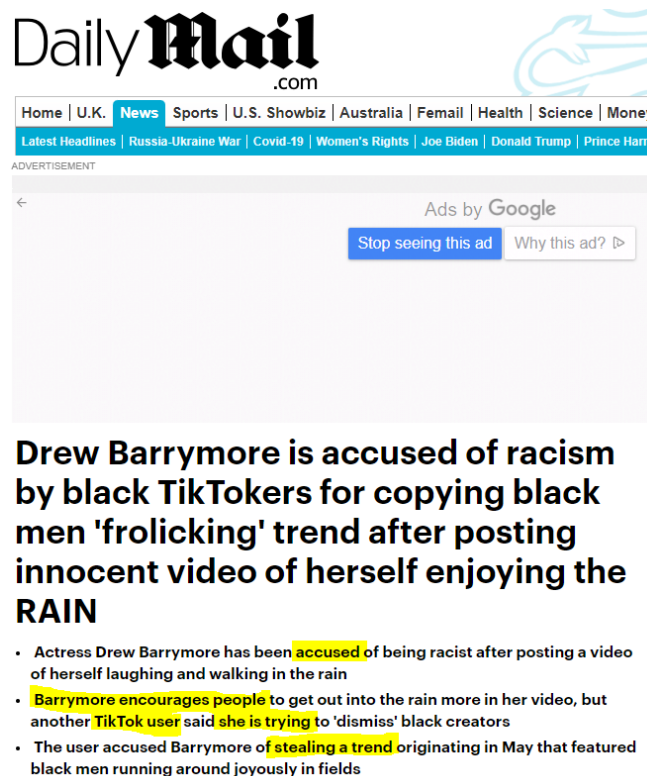 Daily Mail
.com
Home | U.K. News Sports | U.S. Showbiz | Australia | Femail | Health | Science | Money
Latest Headlines | Russia-Ukraine War | Covid-19 | Women's Rights | Joe Biden | Donald Trump | Prince Harr
ADVERTISEMENT
Ads by Google
Stop seeing this ad Why this ad?
Drew Barrymore is accused of racism
by black TikTokers for copying black
men 'frolicking' trend after posting
innocent video of herself enjoying the
RAIN
• Actress Drew Barrymore has been accused of being racist after posting a video
of herself laughing and walking in the rain
• Barrymore encourages people to get out into the rain more in her video, but
another TikTok user said she is trying to 'dismiss' black creators
• The user accused Barrymore of stealing a trend originating in May that featured
black men running around joyously in fields